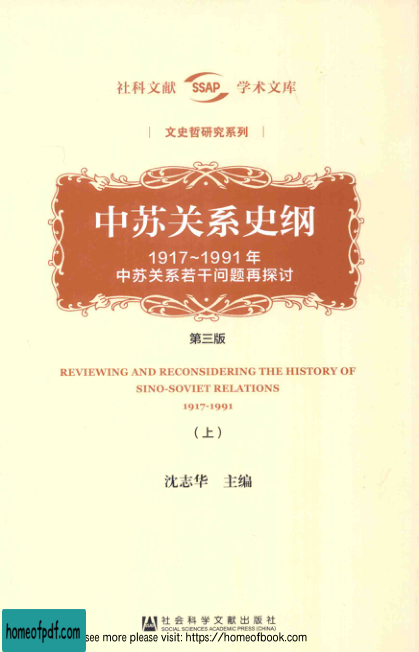 社科文献 SSAP 学术文库
文史哲研究系列
中苏关系史纲
1917~1991年
中苏关系若干问题再探讨
第三版
REVIEWING AND RECONSIDERING THE HISTORY OF
SINO-SOVIET RELATIONS
1917-1991
(上)
沈志华 主编
社会科学文献出版社
SOCIAL SCIENCES ACADEMIC PRESS (CHINA)
homeofpdf.com
see more please visit: https://homeofbook.com